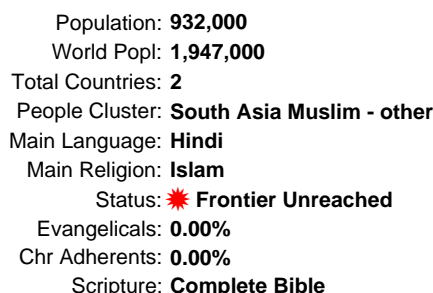 Population: 932,000
World Popl: 1,947,000
Total Countries: 2
People Cluster: South Asia Muslim - other
Main Language: Hindi
Main Religion: Islam
Status: Frontier Unreached
Evangelicals: 0.00%
Chr Adherents: 0.00%
Scripture: Complete Bible